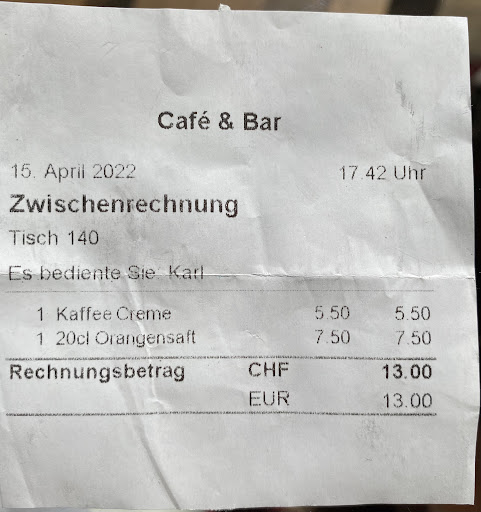 Café & Bar
15. April 2022 17.42 Uhr
Zwischenrechnung
Tisch 140
Es bediente Sie: Karl
1 Kaffee Creme 5.50 5.50
1 20cl Orangensaft 7.50 7.50
Rechnungsbetrag CHF 13.00
EUR 13.00